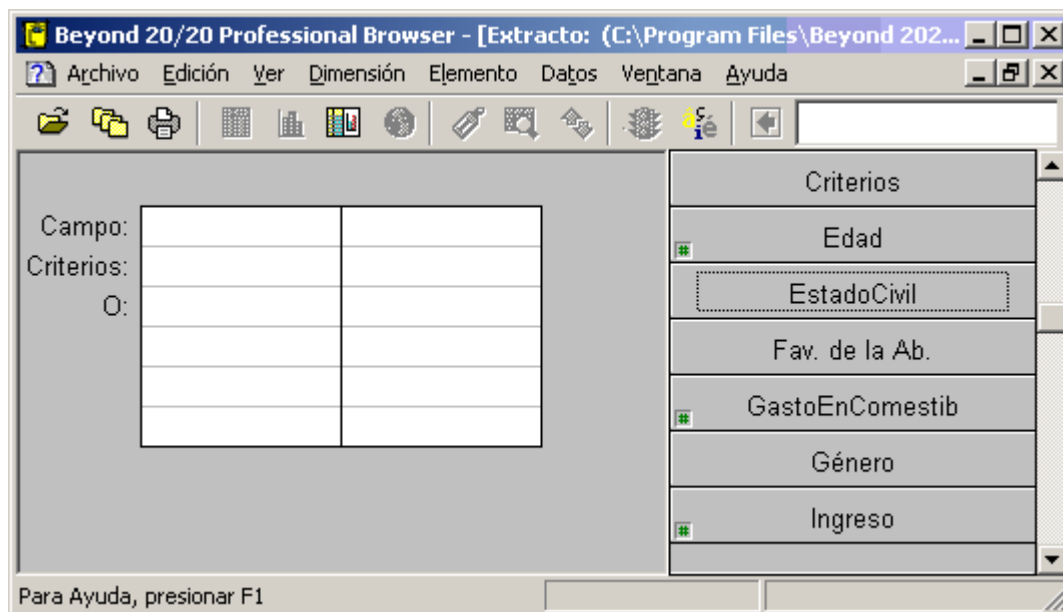 Beyond 20/20 Professional Browser - [Extracto:  (C:\Program Files\Beyond 202...
Archivo Edición Ver Dimensión Elemento Datos Ventana Ayuda
Criterios
Campo:
Edad
Criterios:
EstadoCivil
O:
Fav. de la Ab.
GastoEnComestib
Género
Ingreso
Para Ayuda, presionar F1